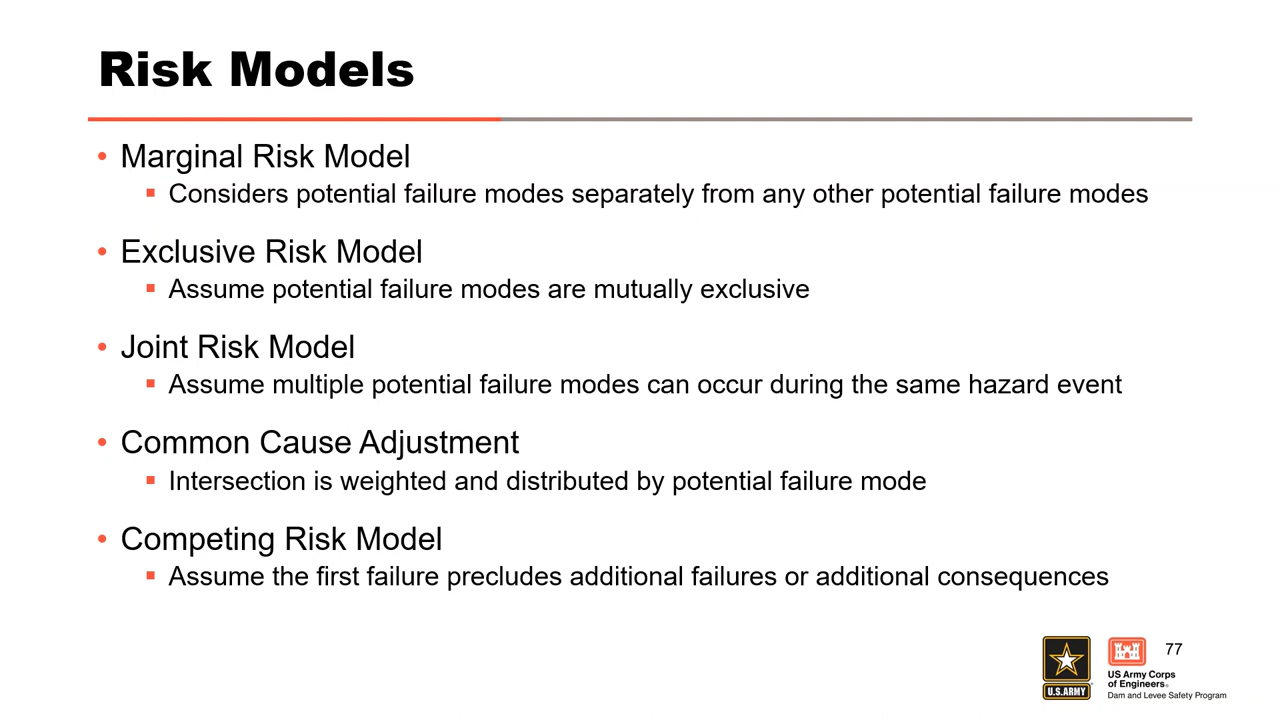 Risk Models
• Marginal Risk Model
▪ Considers potential failure modes separately from any other potential failure modes
• Exclusive Risk Model
▪ Assume potential failure modes are mutually exclusive
• Joint Risk Model
▪ Assume multiple potential failure modes can occur during the same hazard event
• Common Cause Adjustment
▪ Intersection is weighted and distributed by potential failure mode
• Competing Risk Model
▪ Assume the first failure precludes additional failures or additional consequences
77
U.S.ARMY
US Army Corps
of Engineers®
Dam and Levee Safety Program